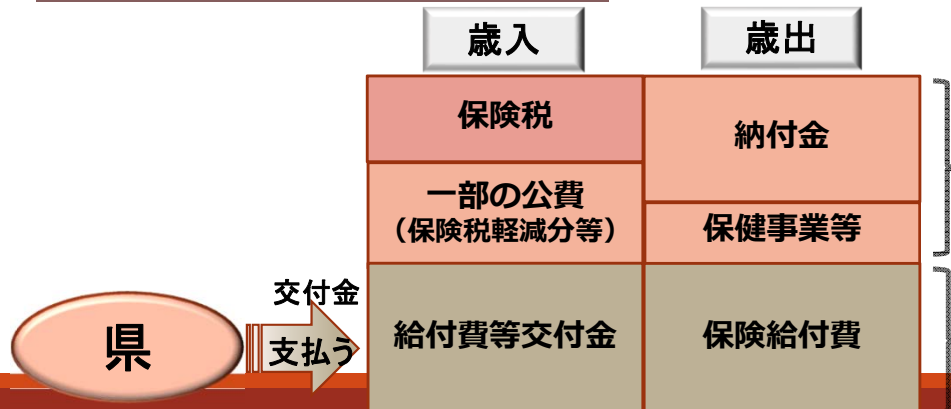 歳入
歳出
保険税
納付金
一部の公費
（保険税軽減分等）
保健事業等
交付金
県
支払う
給付費等交付金
保険給付費